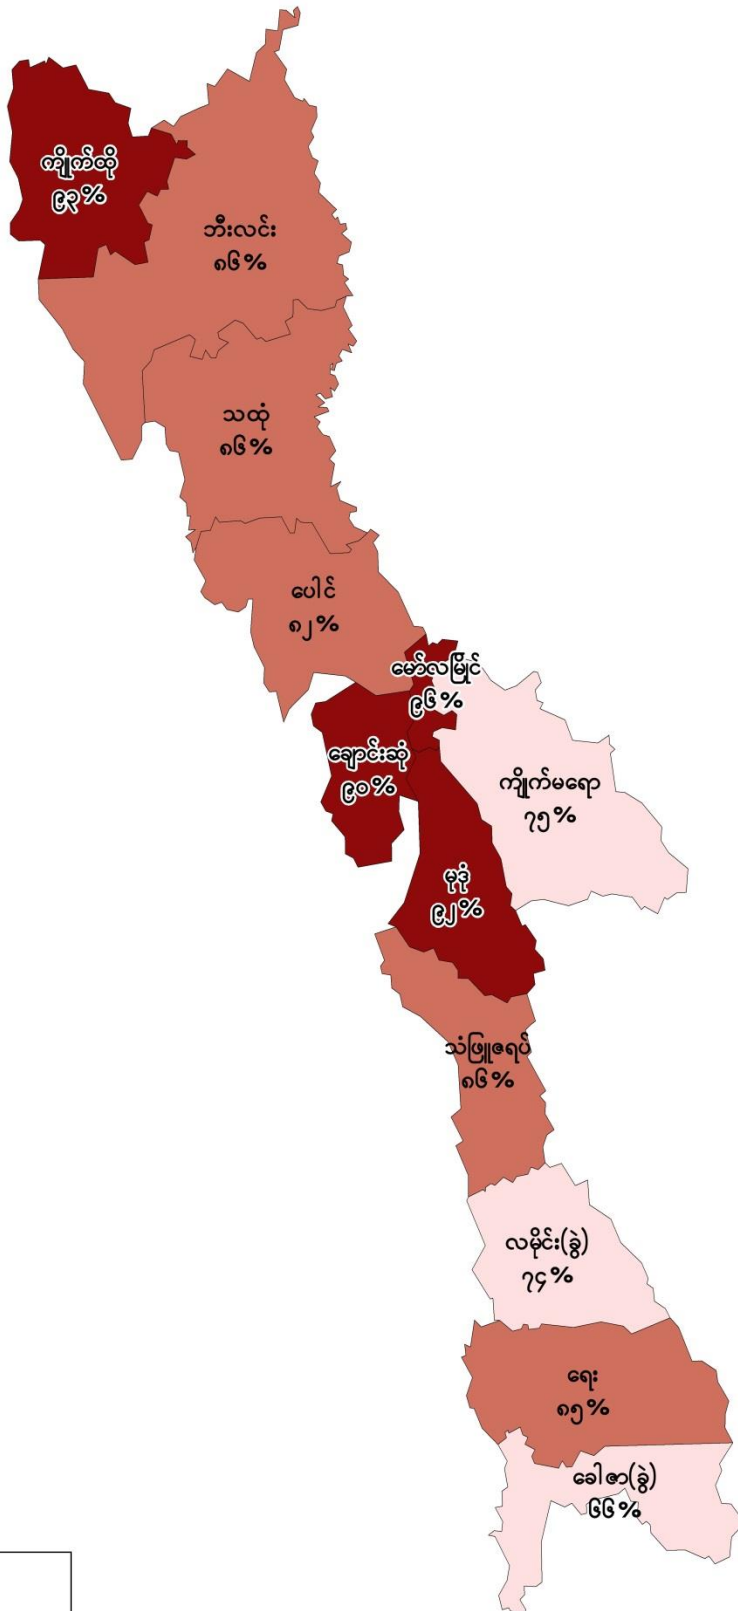 ကျိုက်ထို
၉၃%
ဘီးလင်း
၈၆%
သထုံ
၈၆%
ပေါင်
၈၂%
မော်လမြိုင်
၉၆%
ချောင်းဆုံ
၉၀%
ကျိုက်မရော
၇၅%
မုဒုံ
၉၂%
သံဖြူဇရပ်
၈၆%
လမိုင်း(ခွဲ)
၇၄%
ရေး
၈၅%
ခေါဇာ(ခွဲ)
၆၆%